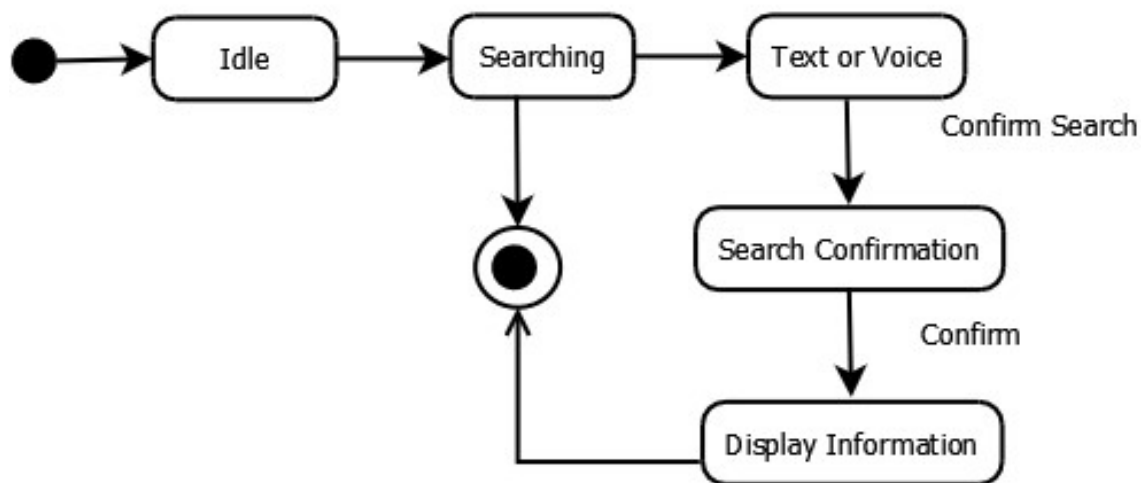 Idle
Searching
Text or Voice
Confirm Search
Search Confirmation
Confirm
Display Information